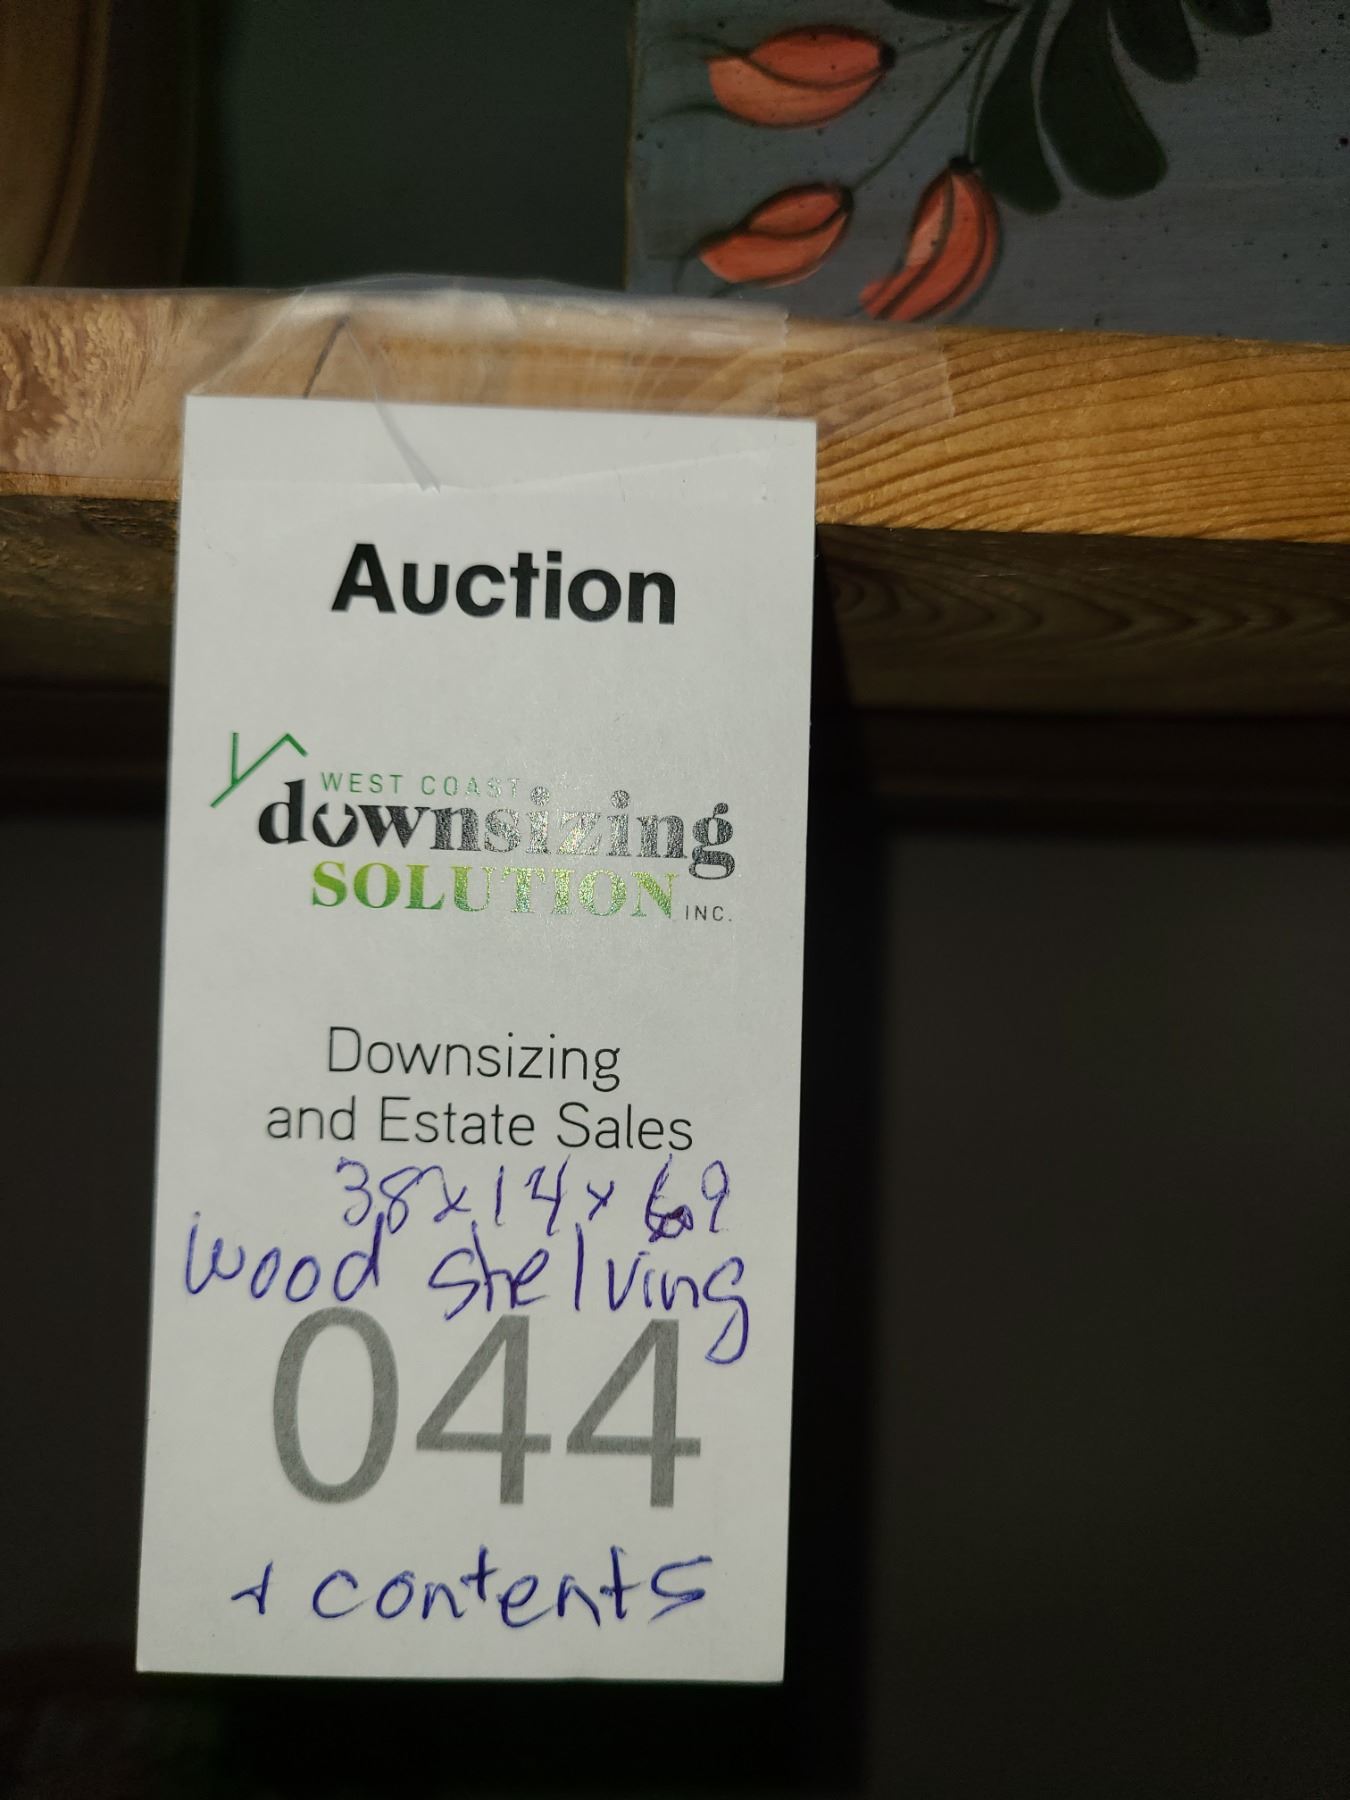 Auction
WEST COAST
downsizing
SOLUTION INC.
Downsizing
and Estate Sales
38x14x69
wood shelving
044
+ contents